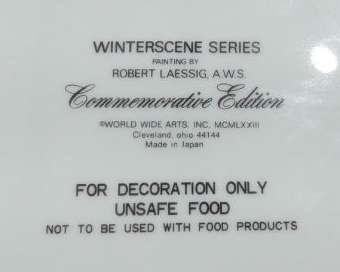 WINTERSCENE SERIES
PAINTING BY
ROBERT LAESSIG, A.W.S.
Commemorative Edition
©WORLD WIDE ARTS, INC. MCMLXXIII
Cleveland, ohio 44144
Made in Japan
FOR DECORATION ONLY
UNSAFE FOOD
NOT TO BE USED WITH FOOD PRODUCTS